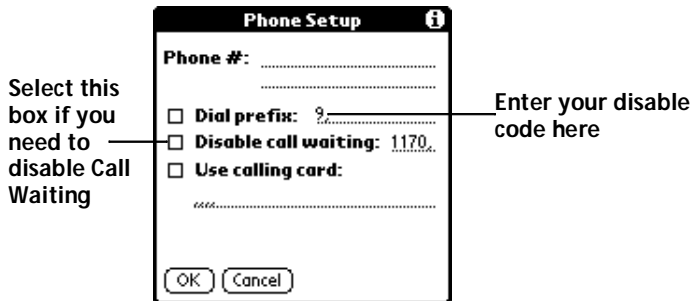 Phone Setup
Phone #:
Select this
box if you
need to
disable Call
Waiting
Dial prefix: 9,
Disable call waiting: 1170,
Use calling card:
,,,,
Enter your disable
code here
OK Cancel